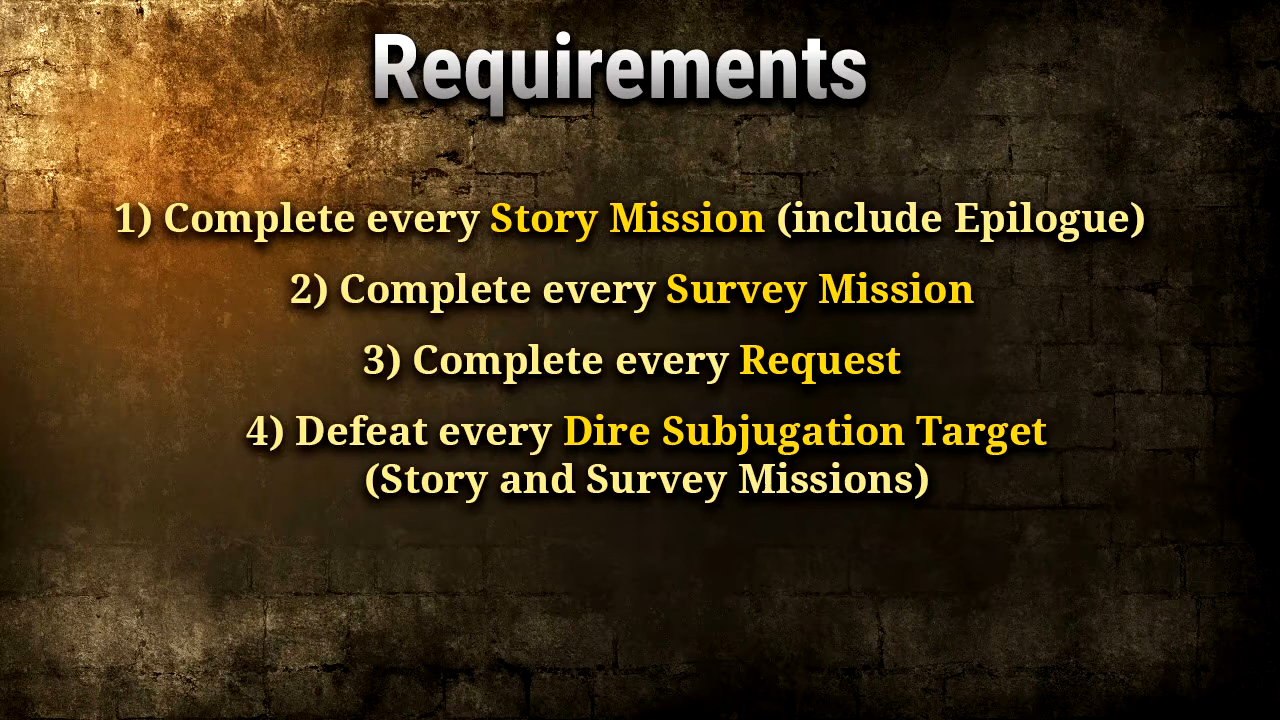 Requirements
1) Complete every Story Mission (include Epilogue)
2) Complete every Survey Mission
3) Complete every Request
4) Defeat every Dire Subjugation Target
(Story and Survey Missions)